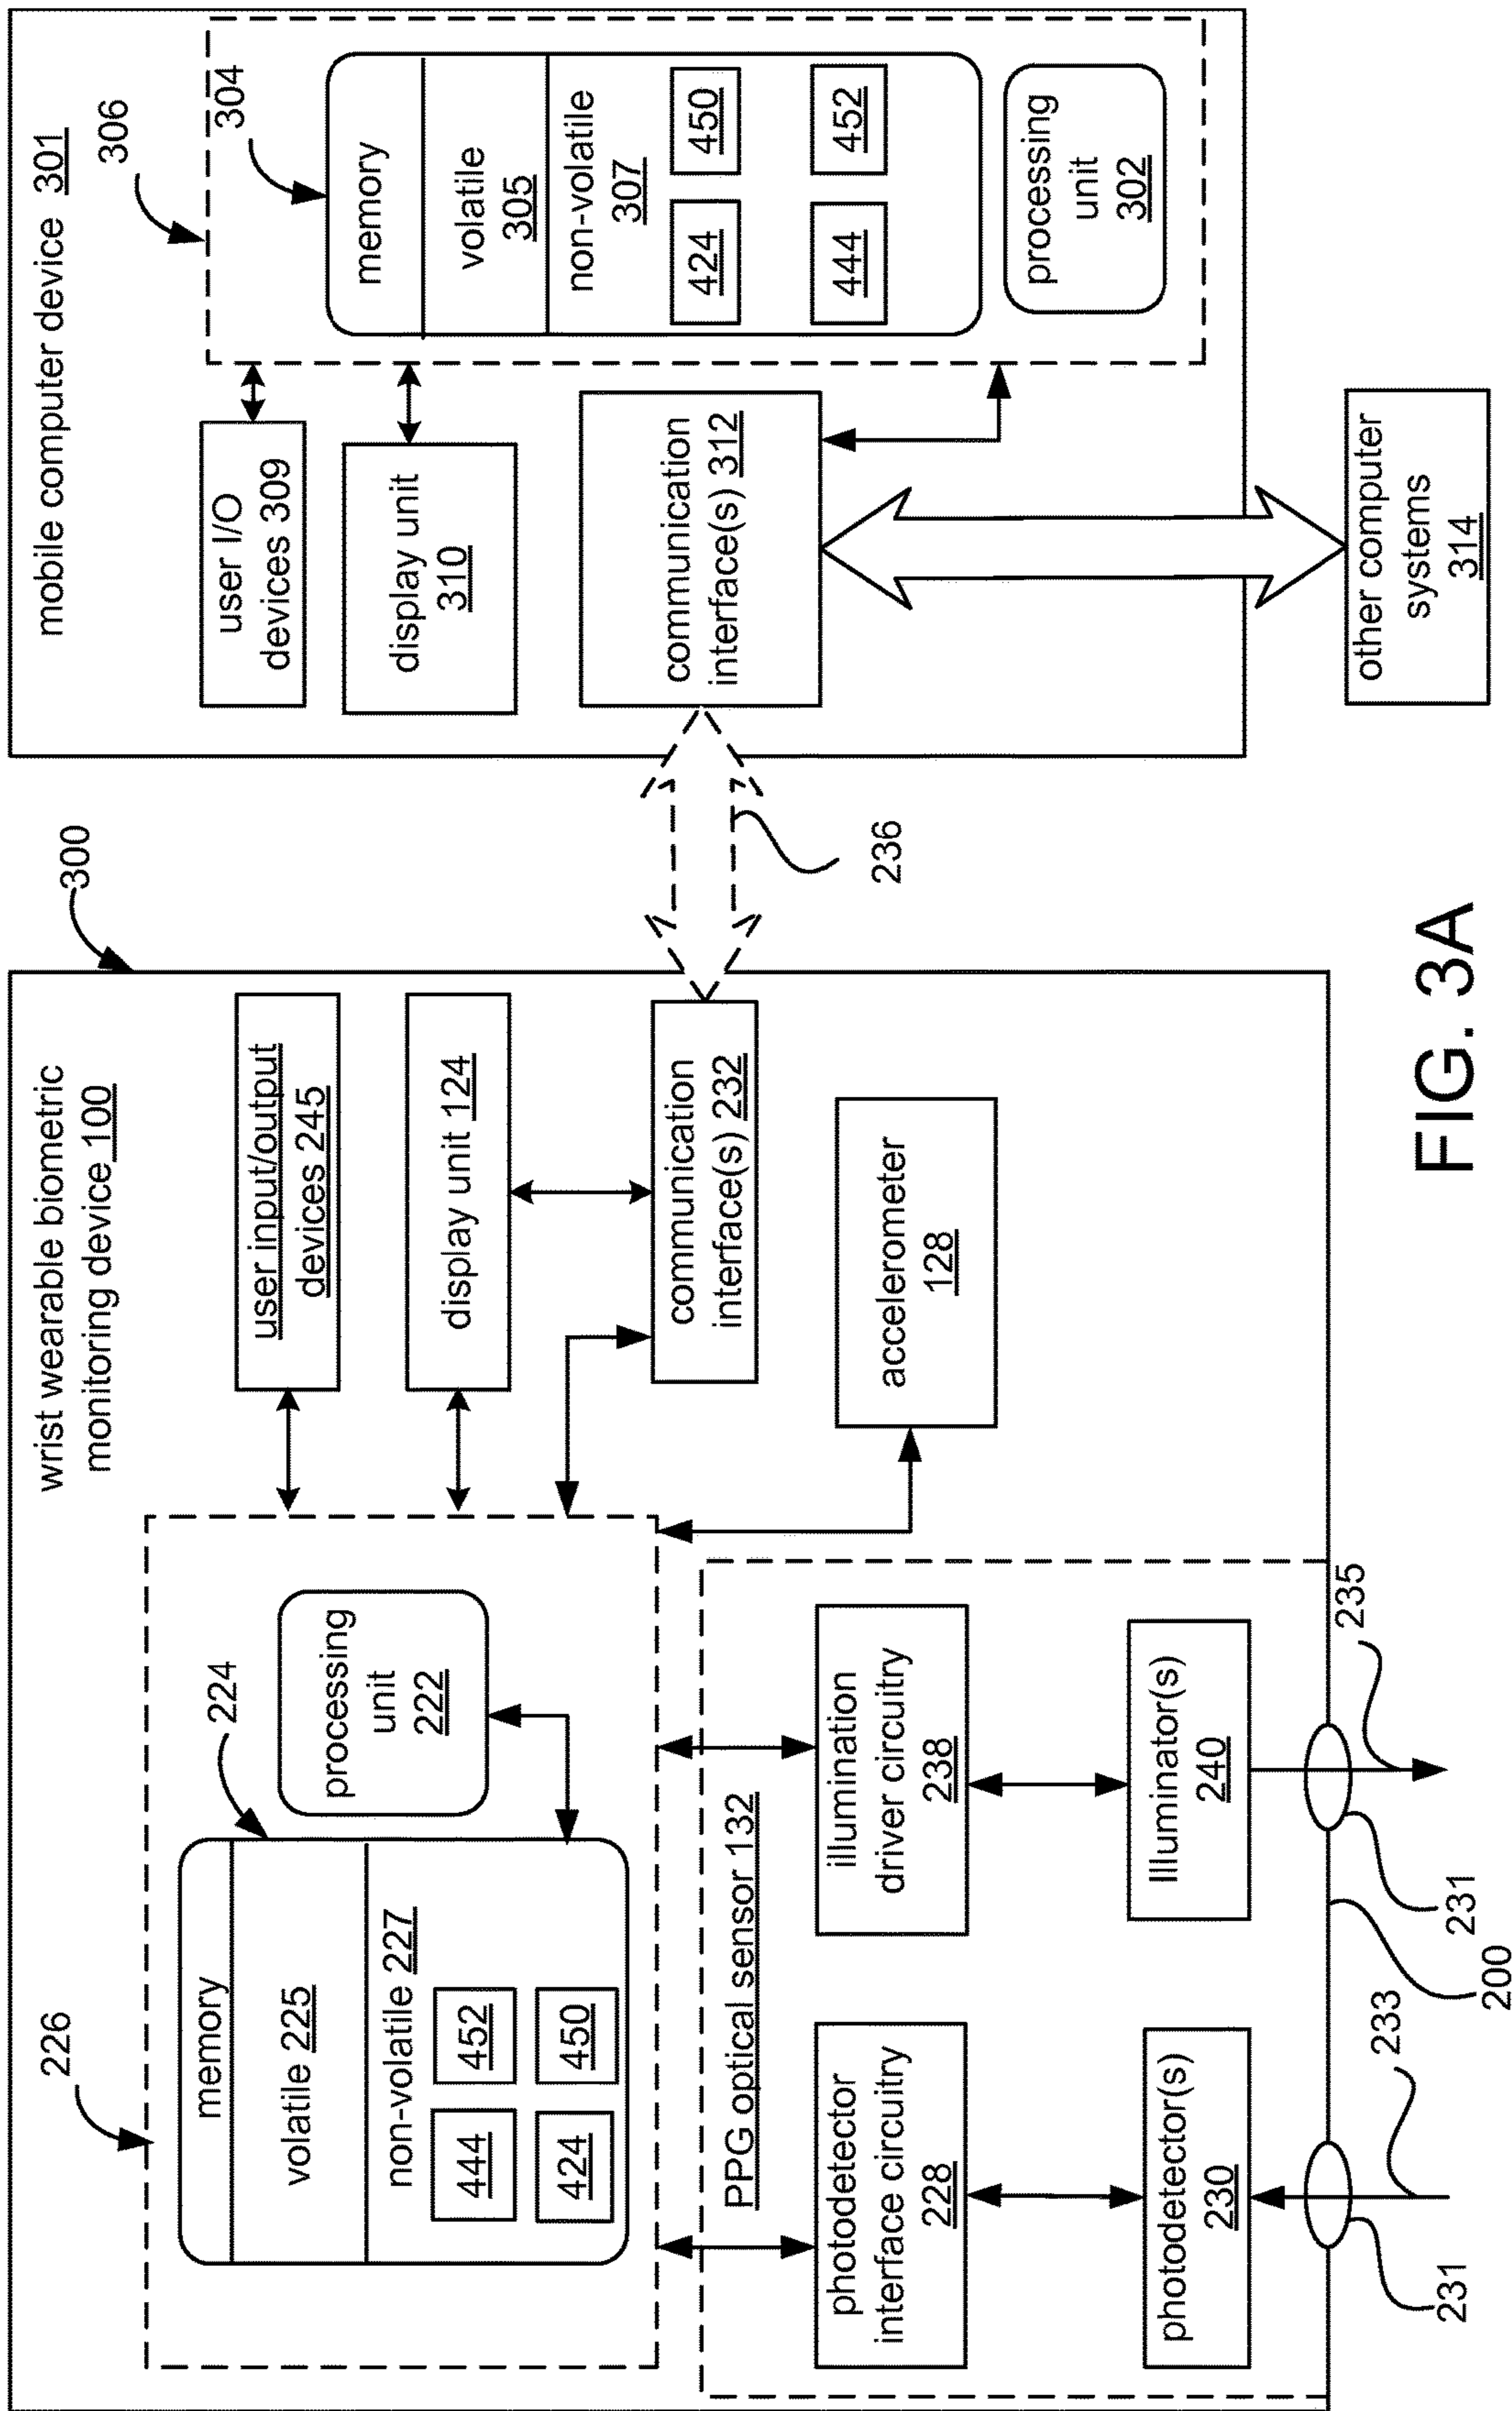 300
wrist wearable biometric
monitoring device 100
226
224
memory
volatile 225
non-volatile 227
444
452
424
450
processing
unit
222
user input/output
devices 245
display unit 124
communication
interface(s) 232
accelerometer
128
PPG optical sensor 132
photodetector
interface circuitry
228
illumination
driver circuitry
238
photodetector(s)
230
Illuminator(s)
240
231
233
200
231
235
236
mobile computer device 301
306
304
user I/O
devices 309
display unit
310
communication
interface(s) 312
memory
volatile
305
non-volatile
307
424
450
444
452
processing
unit
302
other computer
systems
314
FIG. 3A